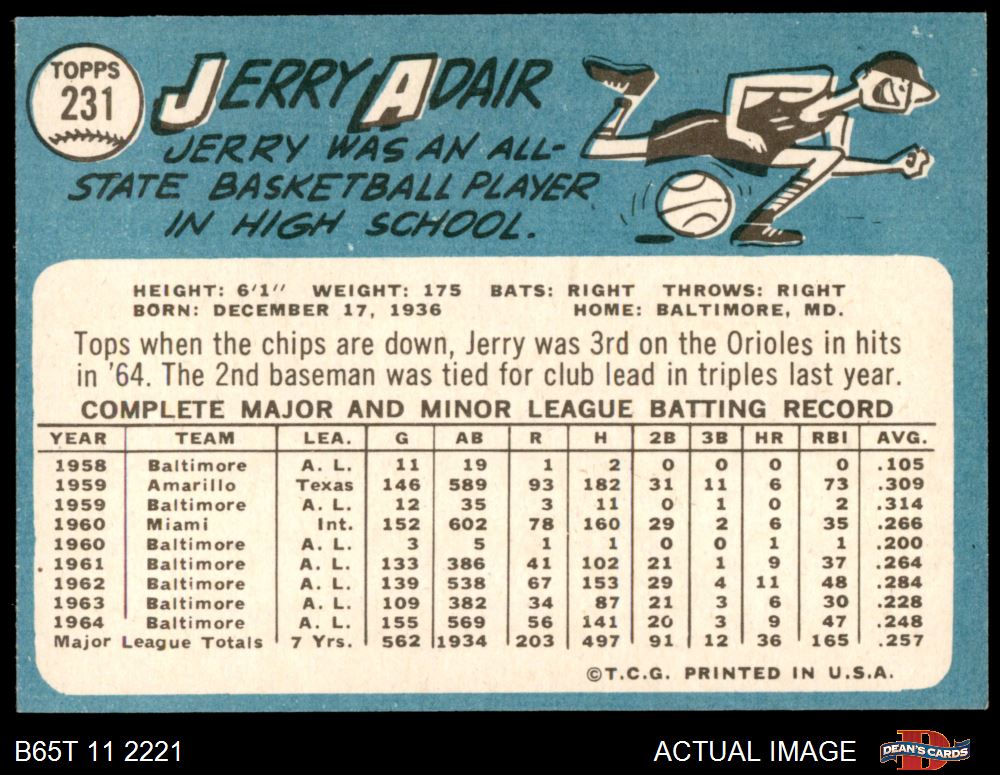 TOPPS
231
JERRY ADAIR
JERRY WAS AN ALL-
STATE BASKETBALL PLAYER
IN HIGH SCHOOL.
HEIGHT: 6'1" WEIGHT: 175 BATS: RIGHT THROWS: RIGHT
BORN: DECEMBER 17, 1936 HOME: BALTIMORE, MD.
Tops when the chips are down, Jerry was 3rd on the Orioles in hits
in '64. The 2nd baseman was tied for club lead in triples last year.
COMPLETE MAJOR AND MINOR LEAGUE BATTING RECORD
YEAR TEAM LEA. G AB R H 2B 3B HR RBI AVG.
1958 Baltimore A. L. 11 19 1 2 0 0 0 0 .105
1959 Amarillo Texas 146 589 93 182 31 11 6 73 .309
1959 Baltimore A. L. 12 35 3 11 0 1 0 2 .314
1960 Miami Int. 152 602 78 160 29 2 6 35 .266
1960 Baltimore A. L. 3 5 1 1 0 0 1 1 .200
1961 Baltimore A. L. 133 386 41 102 21 1 9 37 .264
1962 Baltimore A. L. 139 538 67 153 29 4 11 48 .284
1963 Baltimore A. L. 109 382 34 87 21 3 6 30 .228
1964 Baltimore A. L. 155 569 56 141 20 3 9 47 .248
Major League Totals 7 Yrs. 562 1934 203 497 91 12 36 165 .257
©T.C.G. PRINTED IN U.S.A.
B65T 11 2221 ACTUAL IMAGE DEAN'S CARDS